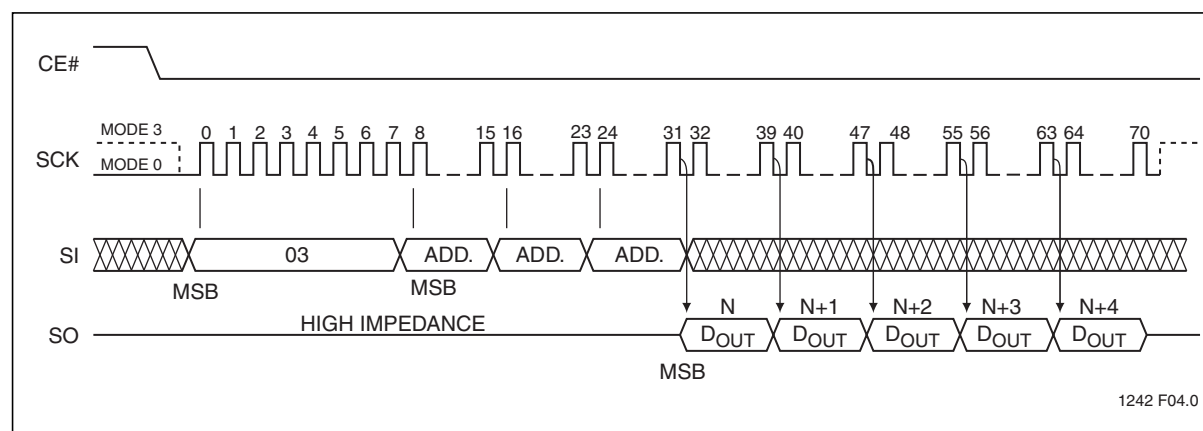 CE#
MODE 3
0 1 2 3 4 5 6 7 8 15 16 23 24 31 32 39 40 47 48 55 56 63 64 70
SCK
MODE 0
SI
03 ADD. ADD. ADD.
MSB MSB
N N+1 N+2 N+3 N+4
HIGH IMPEDANCE
SO
DOUT DOUT DOUT DOUT DOUT
MSB
1242 F04.0